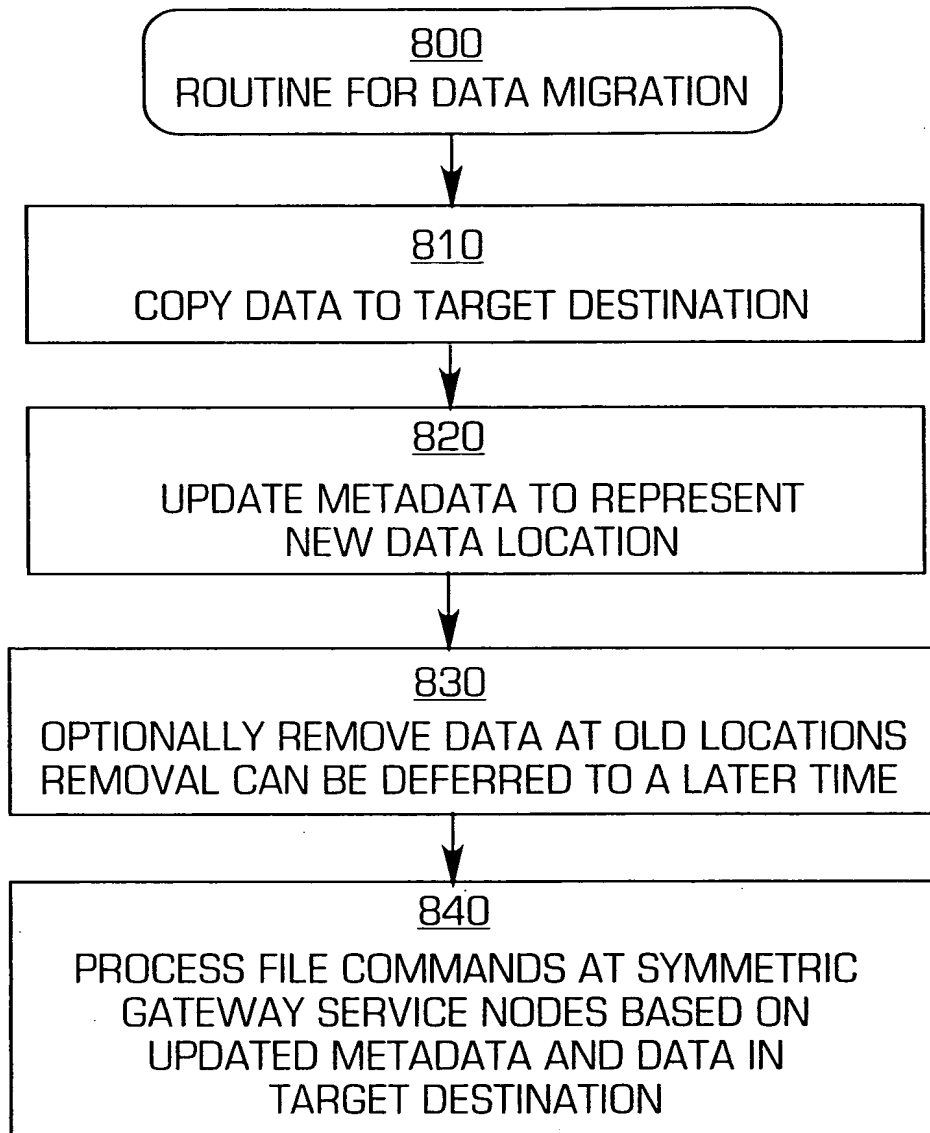 800
ROUTINE FOR DATA MIGRATION
810
COPY DATA TO TARGET DESTINATION
820
UPDATE METADATA TO REPRESENT
NEW DATA LOCATION
830
OPTIONALLY REMOVE DATA AT OLD LOCATIONS
REMOVAL CAN BE DEFERRED TO A LATER TIME
840
PROCESS FILE COMMANDS AT SYMMETRIC
GATEWAY SERVICE NODES BASED ON
UPDATED METADATA AND DATA IN
TARGET DESTINATION